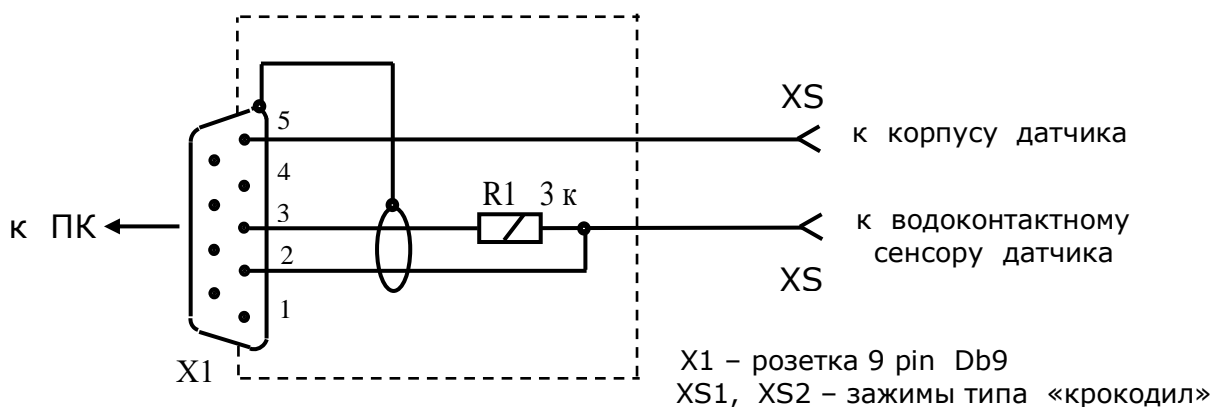 XS
5
к корпусу датчика
4
R1 3 к
3
к ПК
к водоконтактному
сенсору датчика
2
XS
1
X1
X1 – розетка 9 pin Db9
XS1, XS2 – зажимы типа «крокодил»